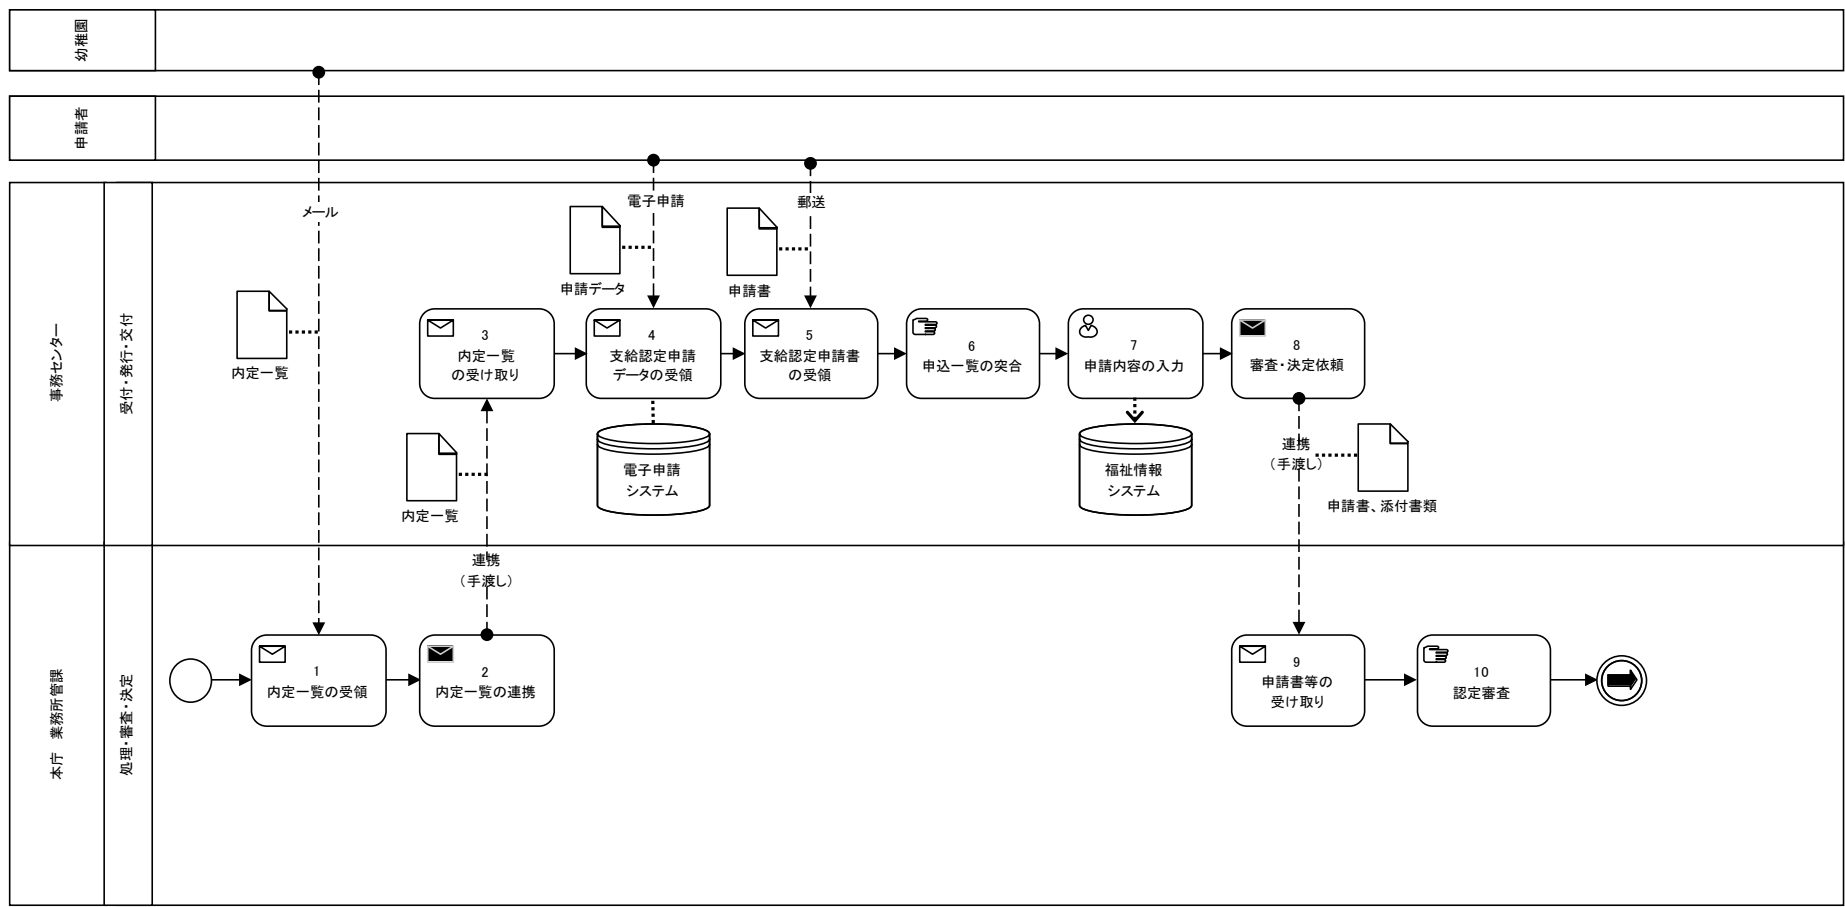 幼稚園
申請者
事務センター
受付・発行・交付
本庁　業務所管課
処理・審査・決定
メール
内定一覧
電子申請
申請データ
郵送
申請書
3
内定一覧
の受け取り
4
支給認定申請
データの受領
5
支給認定申請書
の受領
6
申込一覧の突合
7
申請内容の入力
8
審査・決定依頼
内定一覧
電子申請
システム
福祉情報
システム
連携
（手渡し）
申請書、添付書類
連携
（手渡し）
1
内定一覧の受領
2
内定一覧の連携
9
申請書等の
受け取り
10
認定審査